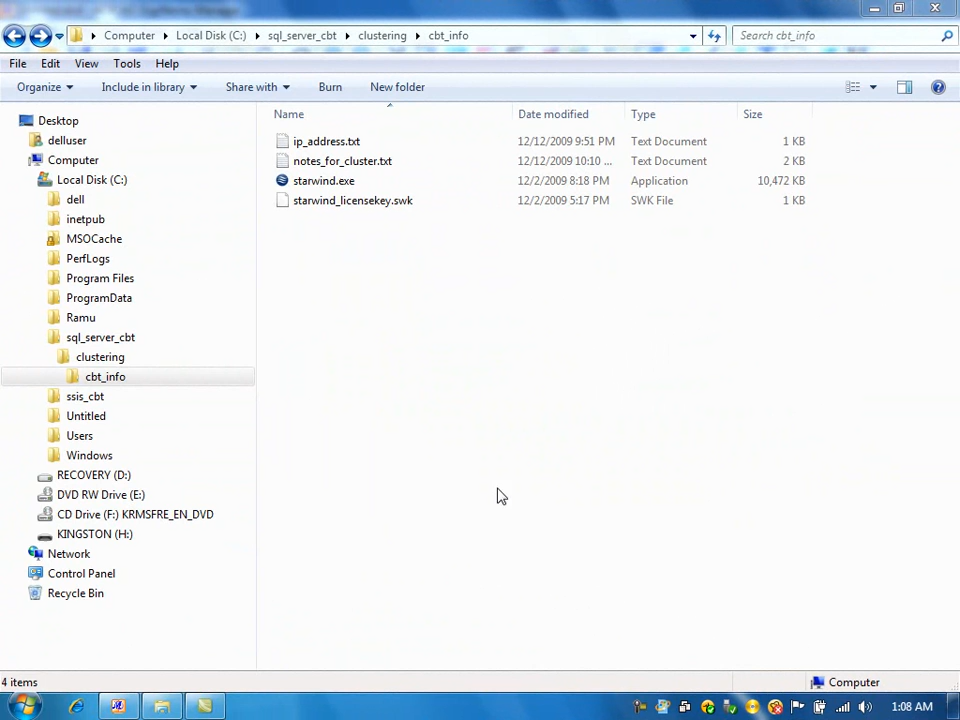 Computer Local Disk (C:) sql_server_cbt clustering cbt_info Search cbt_info
File Edit View Tools Help
Organize Include in library Share with Burn New folder
Name Date modified Type Size
ip_address.txt 12/12/2009 9:51 PM Text Document 1 KB
notes_for_cluster.txt 12/12/2009 10:10 ... Text Document 2 KB
starwind.exe 12/2/2009 8:18 PM Application 10,472 KB
starwind_licensekey.swk 12/2/2009 5:17 PM SWK File 1 KB
Desktop
delluser
Computer
Local Disk (C:)
dell
inetpub
MSOCache
PerfLogs
Program Files
ProgramData
Ramu
sql_server_cbt
clustering
cbt_info
ssis_cbt
Untitled
Users
Windows
RECOVERY (D:)
DVD RW Drive (E:)
CD Drive (F:) KRMSFRE_EN_DVD
KINGSTON (H:)
Network
Control Panel
Recycle Bin
4 items Computer
1:08 AM